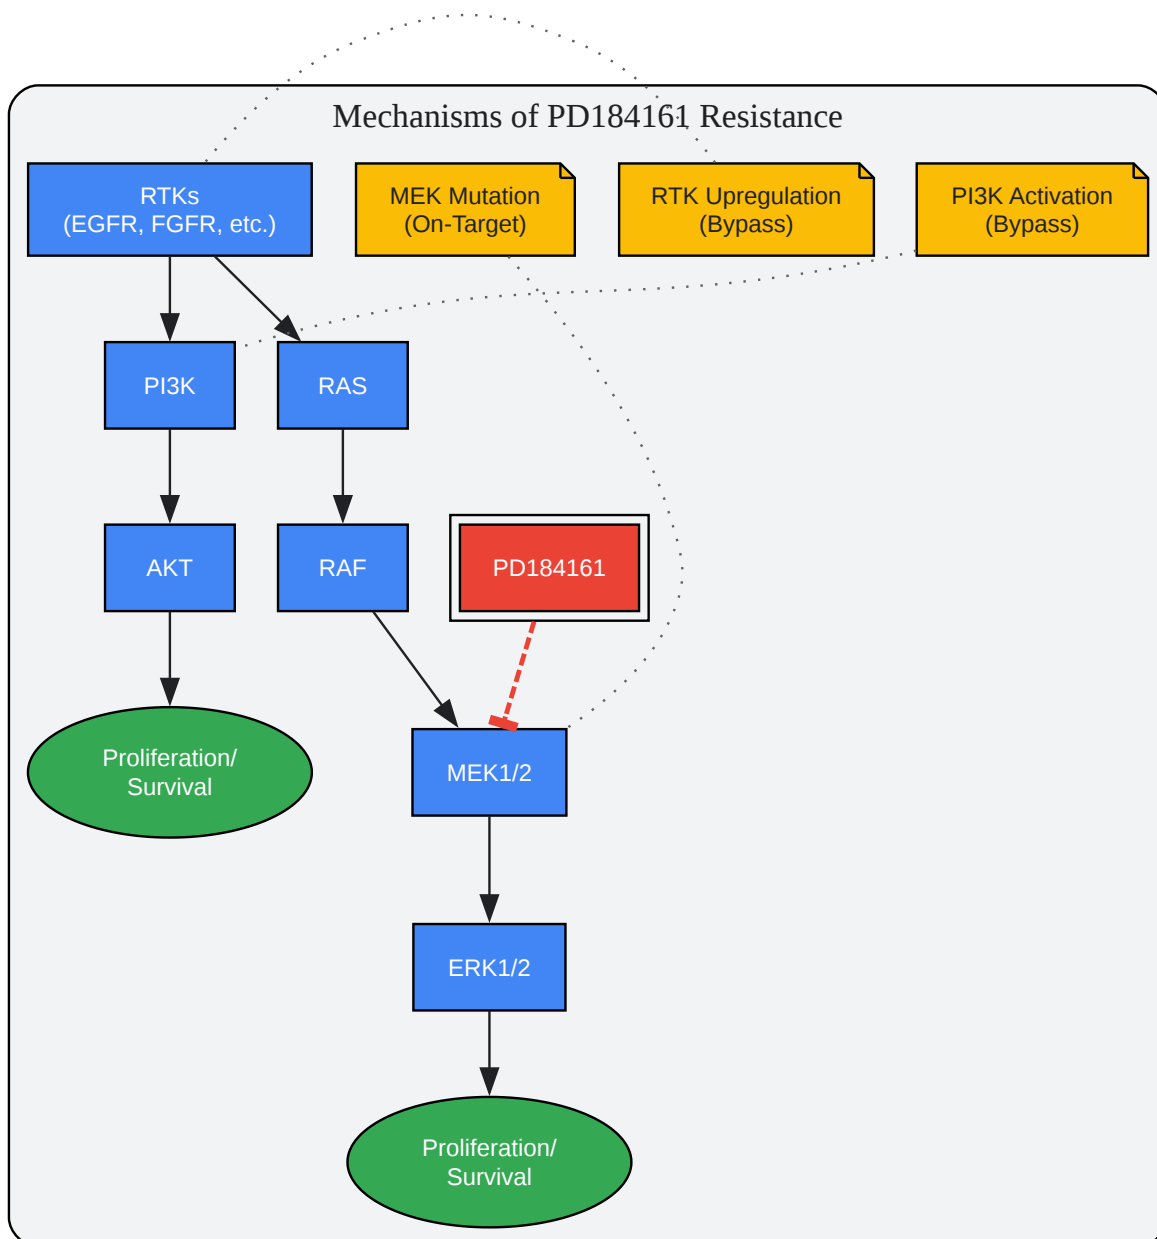 Mechanisms of PD184161 Resistance
RTKs
(EGFR, FGFR, etc.)
MEK Mutation
(On-Target)
RTK Upregulation
(Bypass)
PI3K Activation
(Bypass)
PI3K
RAS
AKT
RAF
PD184161
Proliferation/
Survival
MEK1/2
ERK1/2
Proliferation/
Survival